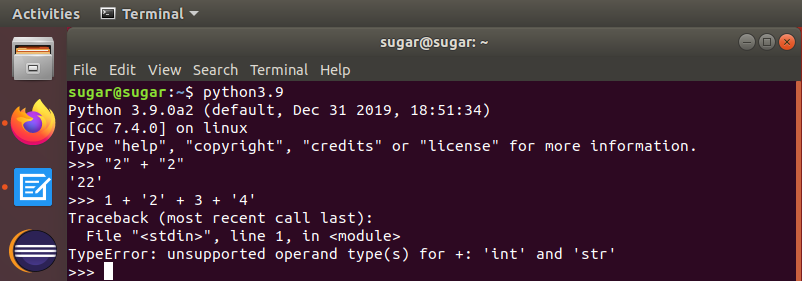 Activities Terminal
sugar@sugar: ~
File Edit View Search Terminal Help
sugar@sugar:~$ python3.9
Python 3.9.0a2 (default, Dec 31 2019, 18:51:34)
[GCC 7.4.0] on linux
Type "help", "copyright", "credits" or "license" for more information.
>>> "2" + "2"
'22'
>>> 1 + '2' + 3 + '4'
Traceback (most recent call last):
  File "<stdin>", line 1, in <module>
TypeError: unsupported operand type(s) for +: 'int' and 'str'
>>>